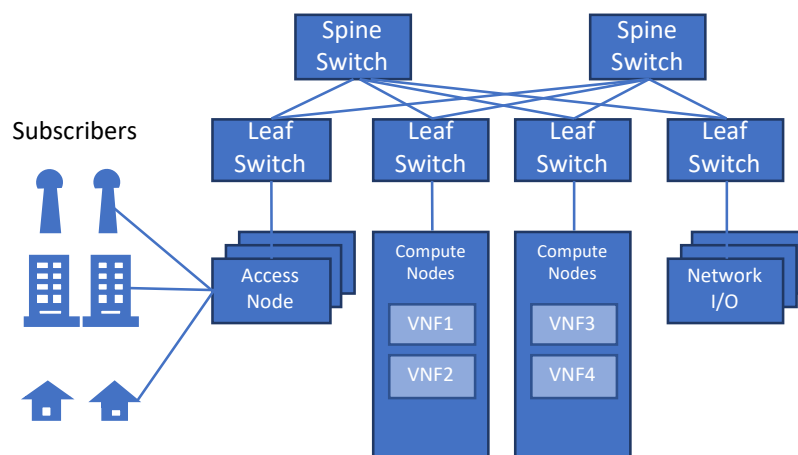 Spine
Switch
Spine
Switch
Subscribers
Leaf
Switch
Leaf
Switch
Leaf
Switch
Leaf
Switch
Access
Node
Compute
Nodes
VNF1
VNF2
Compute
Nodes
VNF3
VNF4
Network
I/O